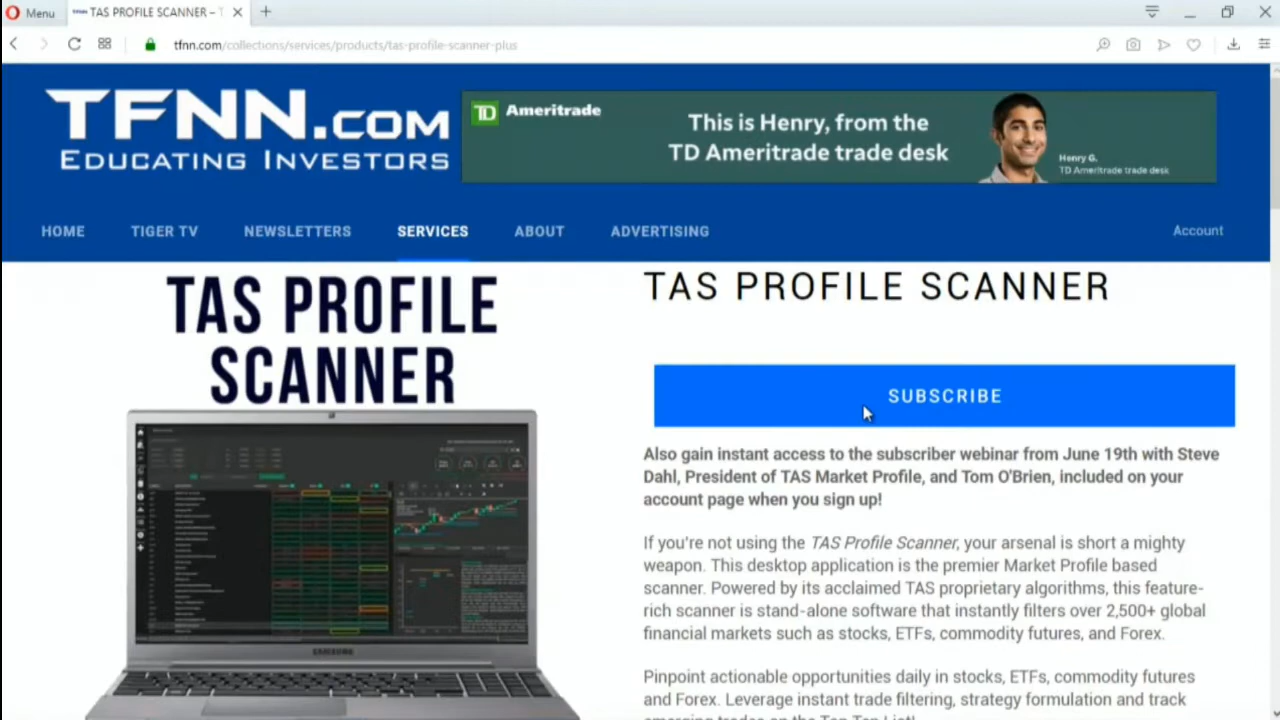 Menu
TAS PROFILE SCANNER – T
tfnn.com/collections/services/products/tas-profile-scanner-plus
TFNN.COM
EDUCATING INVESTORS
TD Ameritrade
This is Henry, from the
TD Ameritrade trade desk
Henry G.
TD Ameritrade trade desk
HOME
TIGER TV
NEWSLETTERS
SERVICES
ABOUT
ADVERTISING
Account
TAS PROFILE
SCANNER
SAMSUNG
TAS PROFILE SCANNER
SUBSCRIBE
Also gain instant access to the subscriber webinar from June 19th with Steve
Dahl, President of TAS Market Profile, and Tom O'Brien, included on your
account page when you sign up!
If you're not using the TAS Profile Scanner, your arsenal is short a mighty
weapon. This desktop application is the premier Market Profile based
scanner. Powered by its acclaimed TAS proprietary algorithms, this feature-
rich scanner is stand-alone software that instantly filters over 2,500+ global
financial markets such as stocks, ETFs, commodity futures, and Forex.
Pinpoint actionable opportunities daily in stocks, ETFs, commodity futures
and Forex. Leverage instant trade filtering, strategy formulation and track
emerging trades on the Top Ten List!